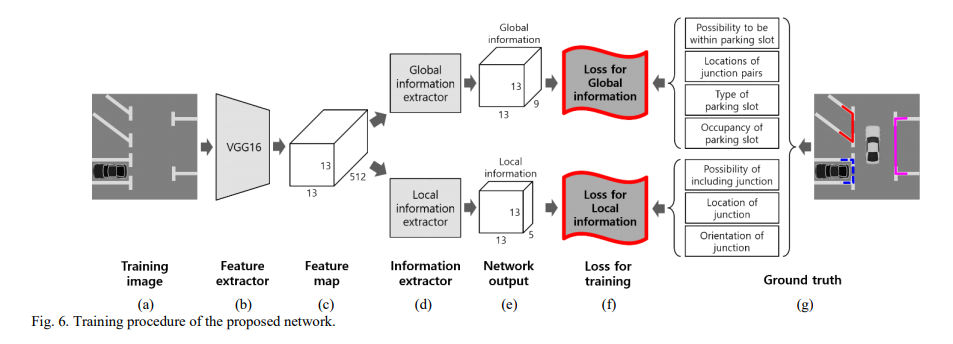 Global
information
Global
information
extractor
13
13
9
Loss for
Global
information
Possibility to be
within parking slot
Locations of
junction pairs
Type of
parking slot
Occupancy of
parking slot
VGG16
13
13
512
Local
information
Local
information
extractor
13
13
5
Loss for
Local
information
Possibility of
including junction
Location of
junction
Orientation of
junction
Training
image
Feature
extractor
Feature
map
Information
extractor
Network
output
Loss for
training
Ground truth
(a)
(b)
(c)
(d)
(e)
(f)
(g)
Fig. 6. Training procedure of the proposed network.